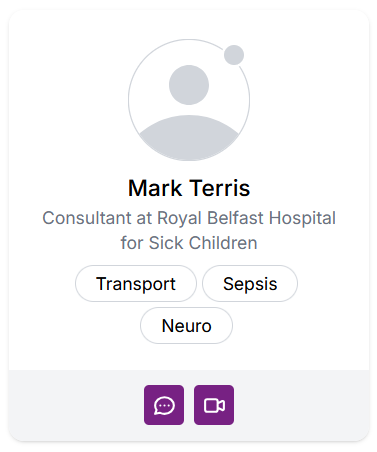 Mark Terris
Consultant at Royal Belfast Hospital
for Sick Children
Transport Sepsis
Neuro